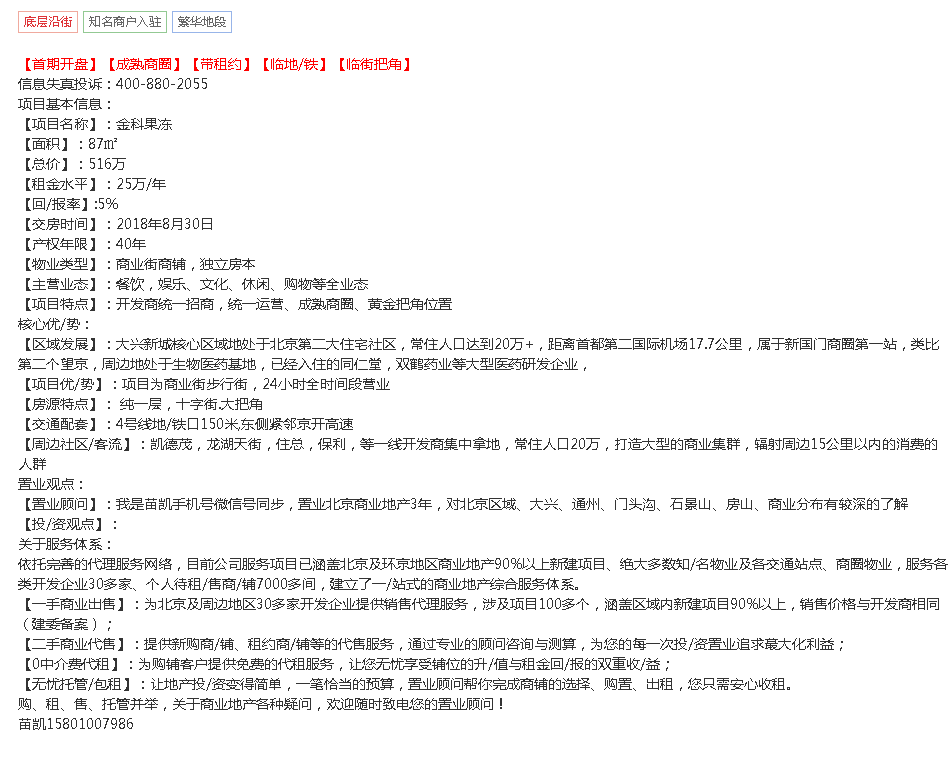 底层沿街 知名商户入驻 繁华地段
【首期开盘】【成熟商圈】【带租约】【临地/铁】【临街把角】
信息失真投诉：400-880-2055
项目基本信息：
【项目名称】：金科果冻
【面积】：87㎡
【总价】：516万
【租金水平】：25万/年
【回/报率】:5%
【交房时间】：2018年8月30日
【产权年限】：40年
【物业类型】：商业街商铺，独立房本
【主营业态】：餐饮，娱乐、文化、休闲、购物等全业态
【项目特点】：开发商统一招商，统一运营、成熟商圈、黄金把角位置
核心优/势：
【区域发展】：大兴新城核心区域地处于北京第二大住宅社区，常住人口达到20万+，距离首都第二国际机场17.7公里，属于新国门商圈第一站，类比
第二个望京，周边地处于生物医药基地，已经入住的同仁堂，双鹤药业等大型医药研发企业，
【项目优/势】：项目为商业街步行街，24小时全时间段营业
【房源特点】： 纯一层，十字街.大把角
【交通配套】：4号线地/铁口150米,东侧紧邻京开高速
【周边社区/客流】：凯德茂，龙湖天街，住总，保利，等一线开发商集中拿地，常住人口20万，打造大型的商业集群，辐射周边15公里以内的消费的
人群
置业观点：
【置业顾问】：我是苗凯手机号微信号同步，置业北京商业地产3年，对北京区域、大兴、通州、门头沟、石景山、房山、商业分布有较深的了解
【投/资观点】：
关于服务体系：
依托完善的代理服务网络，目前公司服务项目已涵盖北京及环京地区商业地产90%以上新建项目、绝大多数知/名物业及各交通站点、商圈物业，服务各
类开发企业30多家、个人待租/售商/铺7000多间，建立了一/站式的商业地产综合服务体系。
【一手商业出售】：为北京及周边地区30多家开发企业提供销售代理服务，涉及项目100多个，涵盖区域内新建项目90%以上，销售价格与开发商相同
（建委备案）；
【二手商业代售】：提供新购商/铺、租约商/铺等的代售服务，通过专业的顾问咨询与测算，为您的每一次投/资置业追求蕞大化利益；
【0中介费代租】：为购铺客户提供免费的代租服务，让您无忧享受铺位的升/值与租金回/报的双重收/益；
【无忧托管/包租】：让地产投/资变得简单，一笔恰当的预算，置业顾问帮你完成商铺的选择、购置、出租，您只需安心收租。
购、租、售、托管并举，关于商业地产各种疑问，欢迎随时致电您的置业顾问！
苗凯15801007986